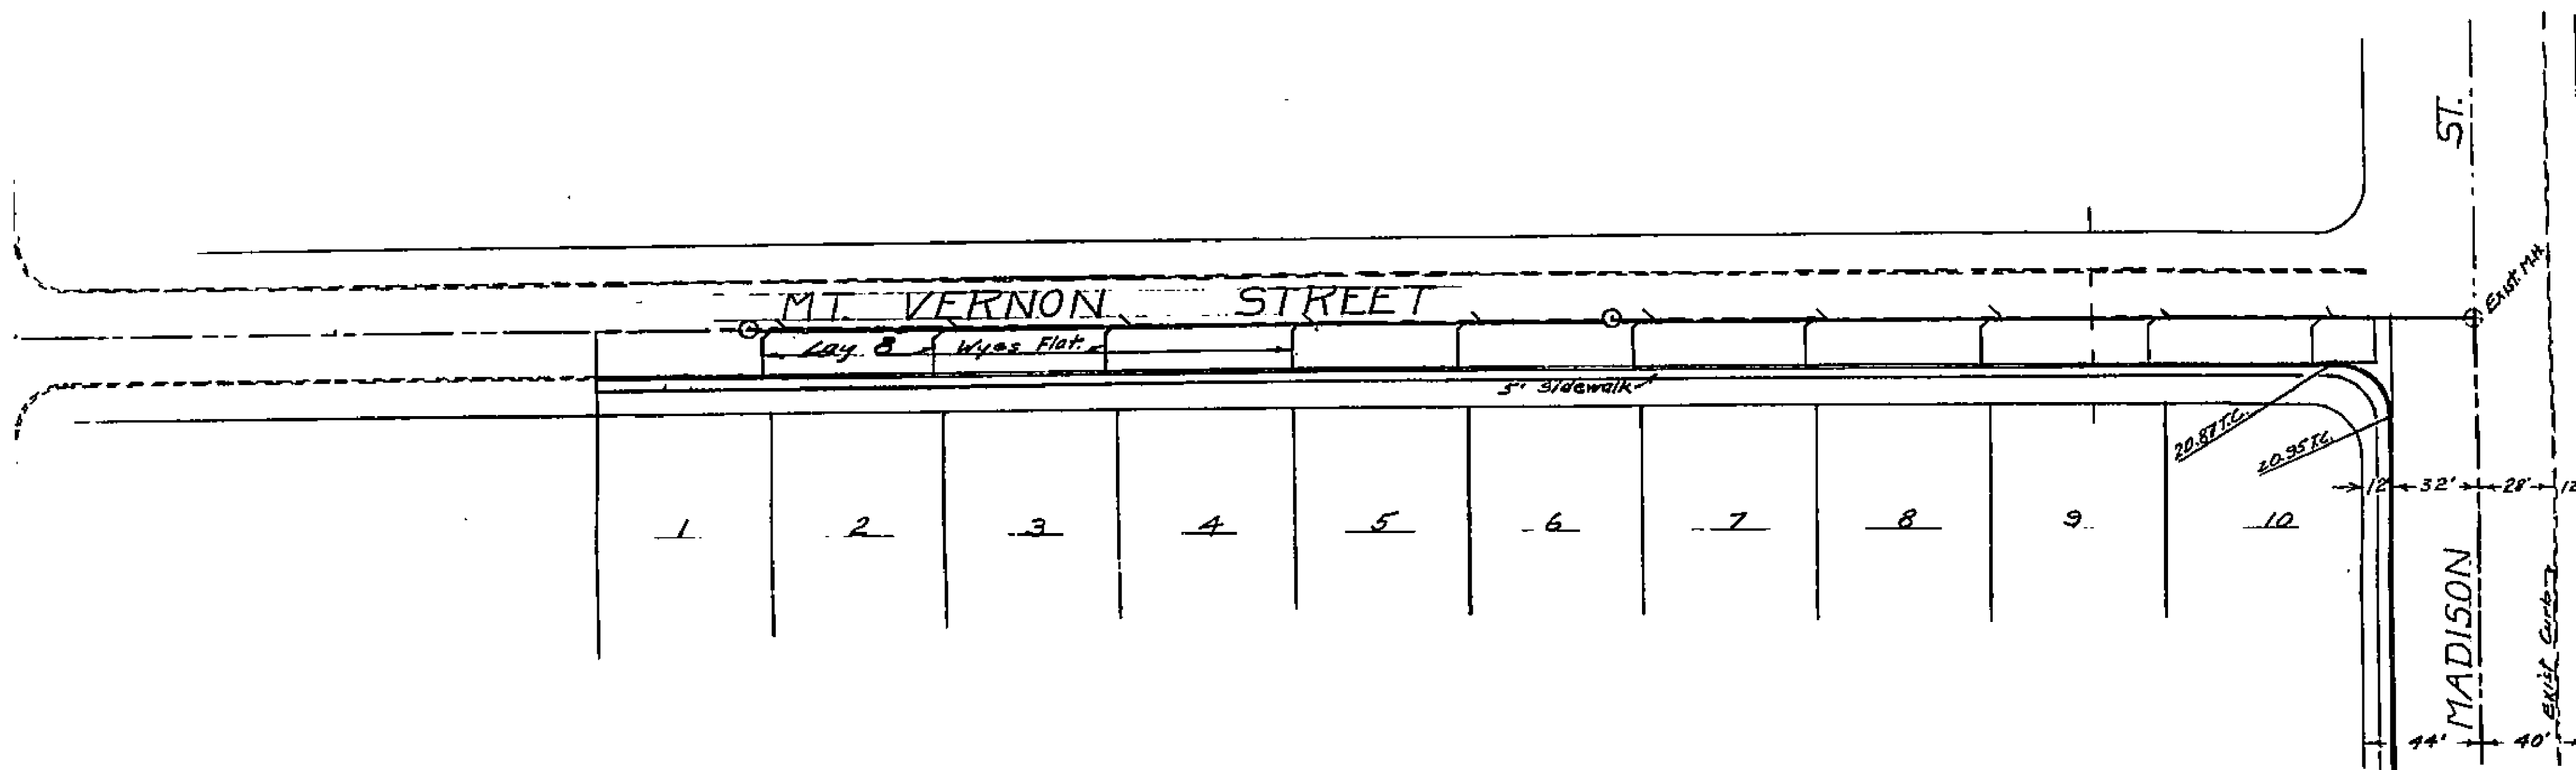 ST.
Exist. M.H.
MT. VERNON STREET
Lay 8 Wyes Flat.
5' Sidewalk
20.87 T.C.
20.95 T.C.
12' 32' 28' 12
1 2 3 4 5 6 7 8 9 10
MADISON
Exist Curb
44' 40'